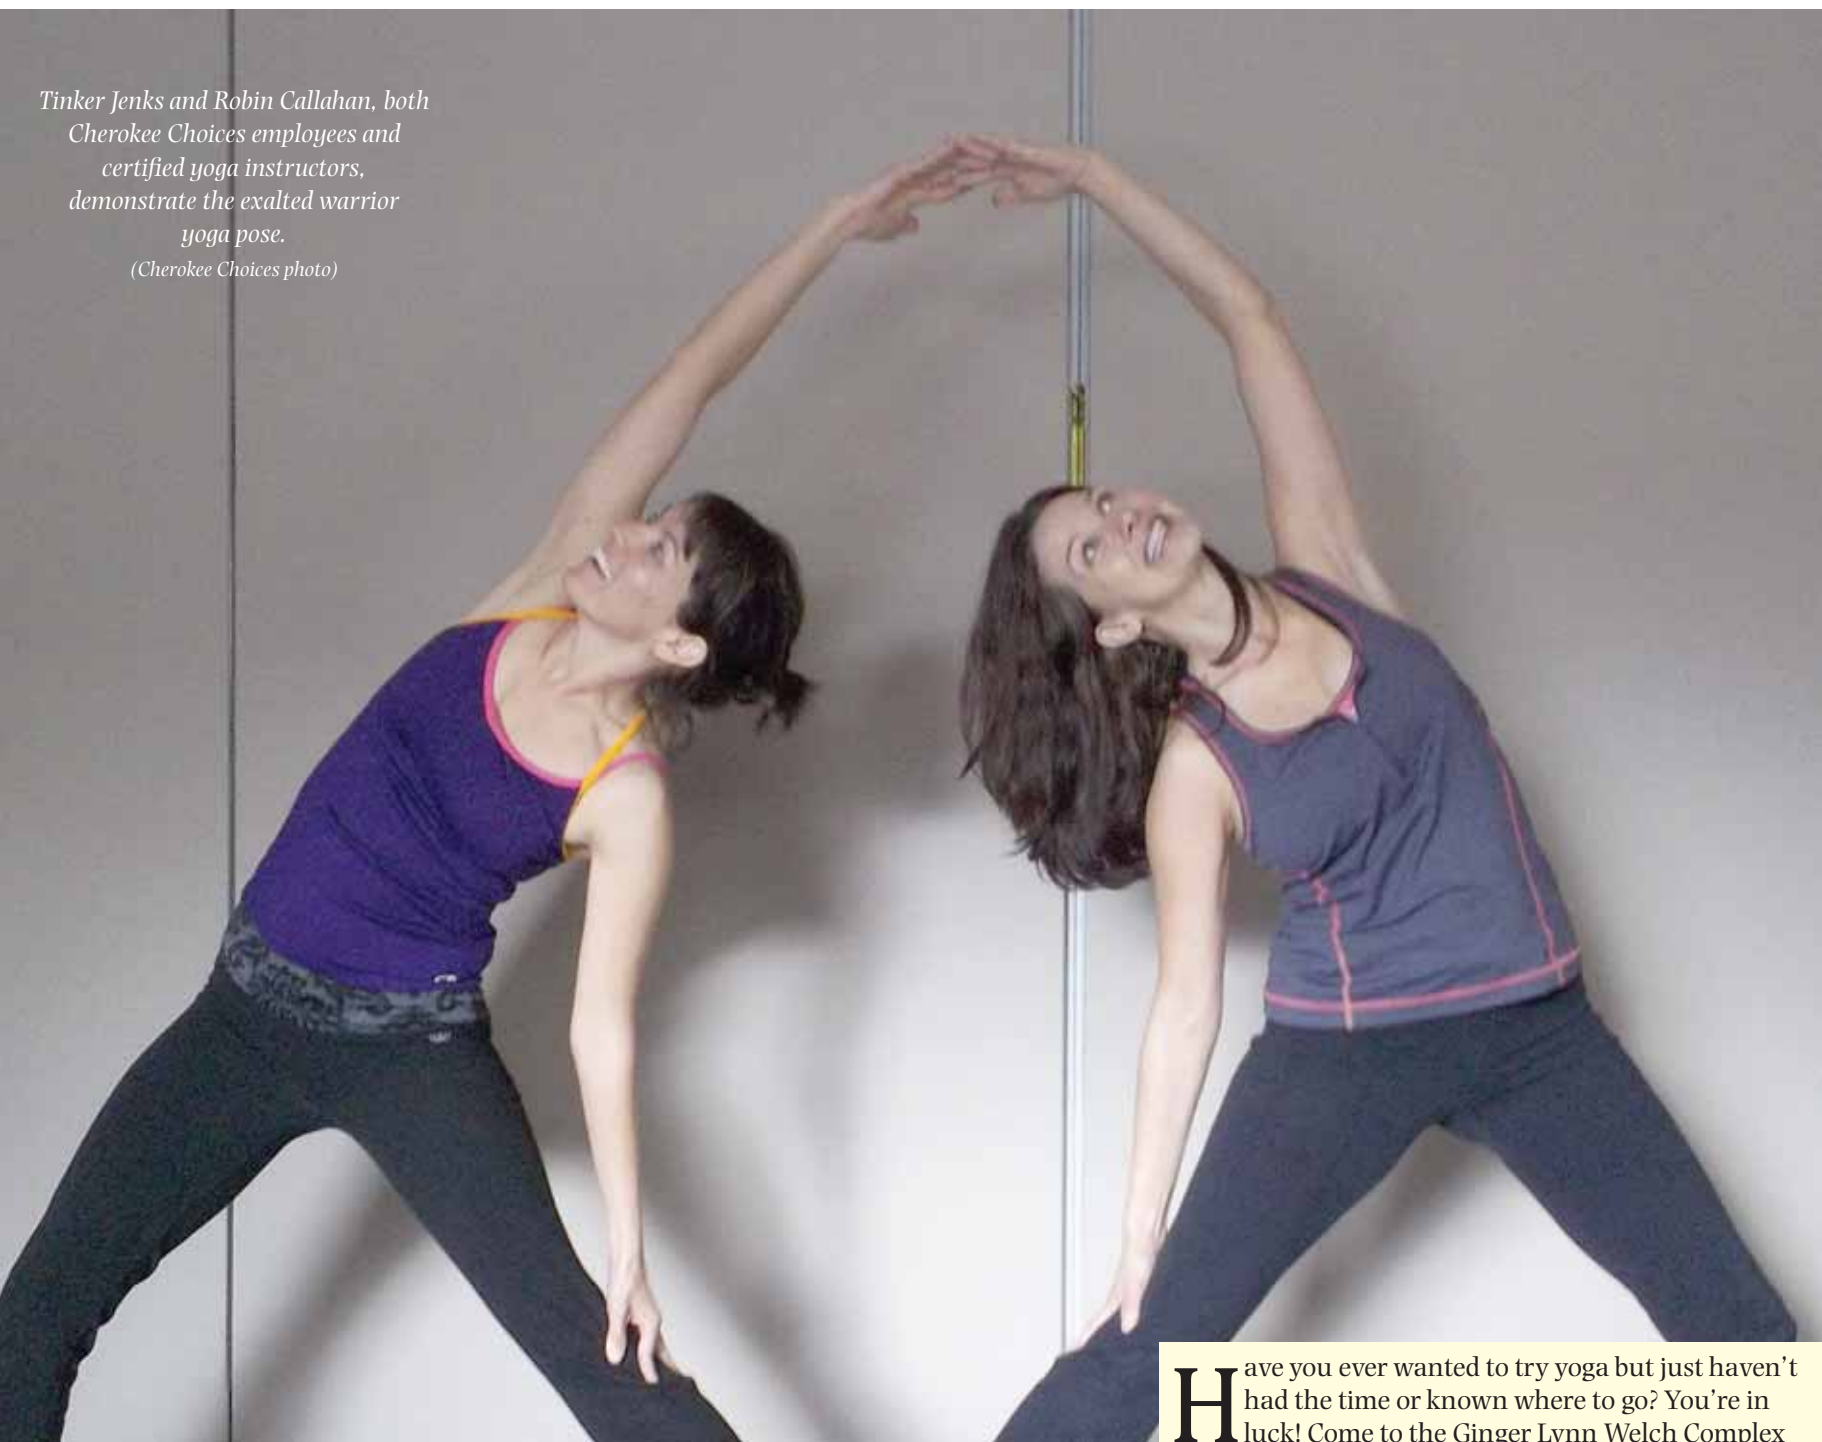 Tinker Jenks and Robin Callahan, both
Cherokee Choices employees and
certified yoga instructors,
demonstrate the exalted warrior
yoga pose.
(Cherokee Choices photo)
Have you ever wanted to try yoga but just haven't
had the time or known where to go? You're in
luck! Come to the Ginger Lynn Welch Complex